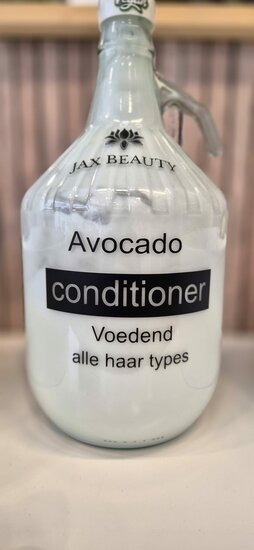 JAX BEAUTY
Avocado
conditioner
Voedend
alle haar types